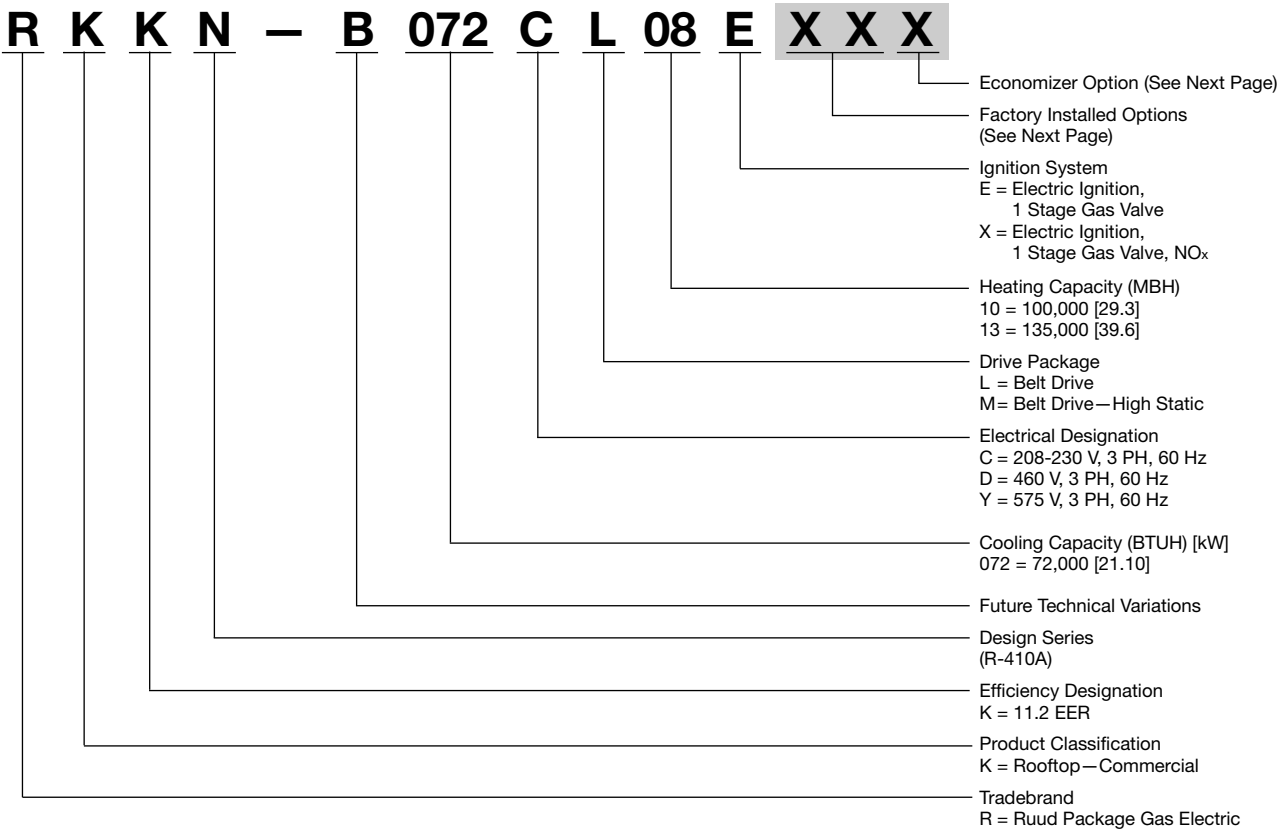 R K K N – B 072 C L 08 E X X X
Economizer Option (See Next Page)
Factory Installed Options
(See Next Page)
Ignition System
E = Electric Ignition,
1 Stage Gas Valve
X = Electric Ignition,
1 Stage Gas Valve, NOx
Heating Capacity (MBH)
10 = 100,000 [29.3]
13 = 135,000 [39.6]
Drive Package
L = Belt Drive
M= Belt Drive—High Static
Electrical Designation
C = 208-230 V, 3 PH, 60 Hz
D = 460 V, 3 PH, 60 Hz
Y = 575 V, 3 PH, 60 Hz
Cooling Capacity (BTUH) [kW]
072 = 72,000 [21.10]
Future Technical Variations
Design Series
(R-410A)
Efficiency Designation
K = 11.2 EER
Product Classification
K = Rooftop—Commercial
Tradebrand
R = Ruud Package Gas Electric